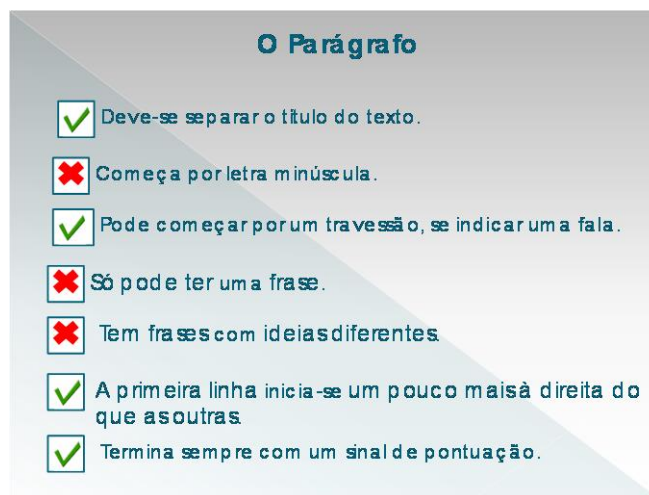 O Parágrafo
Deve-se separar o título do texto.
Começa por letra minúscula.
Pode começar por um travessão, se indicar uma fala.
Só pode ter uma frase.
Tem frases com ideias diferentes.
A primeira linha inicia-se um pouco mais à direita do
que as outras.
Termina sempre com um sinal de pontuação.